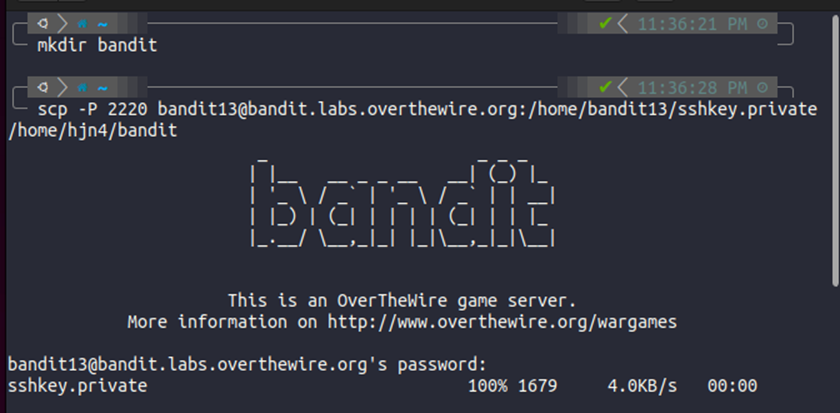 ~ 11:36:21 PM
mkdir bandit
~ 11:36:28 PM
scp -P 2220 bandit13@bandit.labs.overthewire.org:/home/bandit13/sshkey.private
/home/hjn4/bandit
bandit
This is an OverTheWire game server.
More information on http://www.overthewire.org/wargames
bandit13@bandit.labs.overthewire.org's password:
sshkey.private 100% 1679 4.0KB/s 00:00